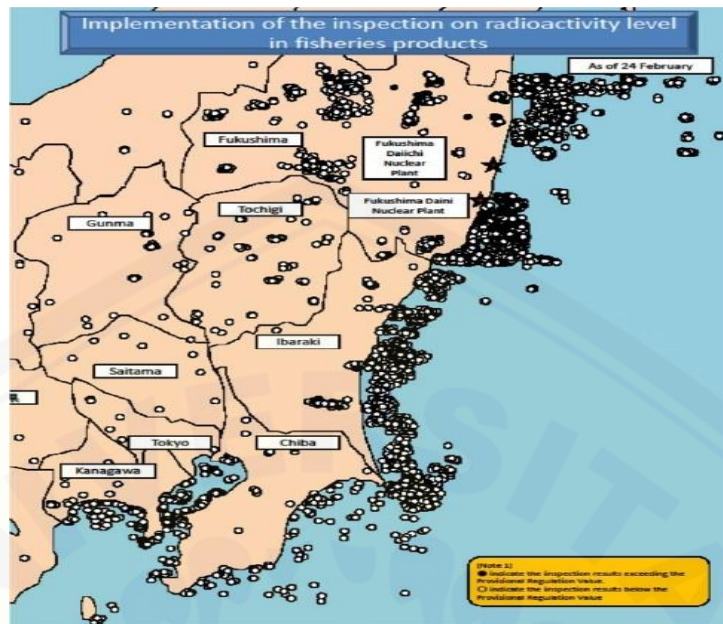 Implementation of the inspection on radioactivity level
in fisheries products
As of 24 February
Fukushima
Fukushima
Daiichi
Nuclear
Plant
Fukushima Daini
Nuclear Plant
Gunma
Tochigi
Ibaraki
Saitama
Tokyo
Chiba
Kanagawa
(Note 1)
● indicate the inspection results exceeding the
Provisional Regulation Value.
○ indicate the inspection results below the
Provisional Regulation Value